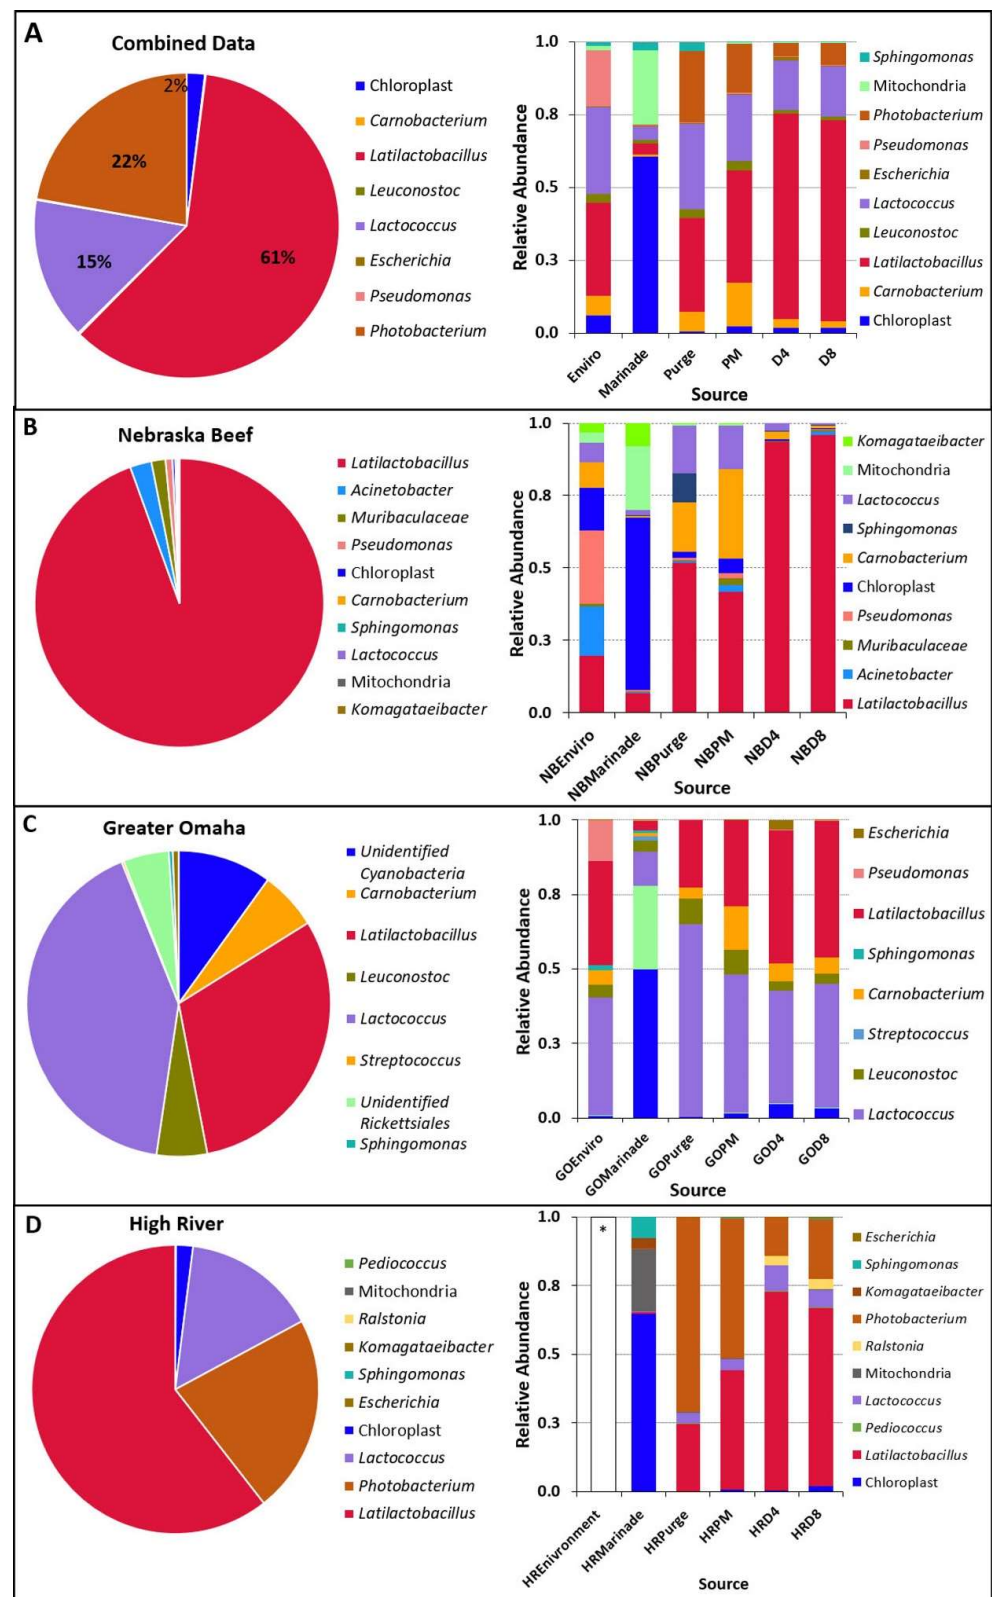 A
Combined Data
2%
22%
15%
61%
Chloroplast
Carnobacterium
Latilactobacillus
Leuconostoc
Lactococcus
Escherichia
Pseudomonas
Photobacterium
Relative Abundance
1.0
0.8
0.5
0.3
0.0
Enviro
Marinade
Purge
PM
D4
D8
Source
Sphingomonas
Mitochondria
Photobacterium
Pseudomonas
Escherichia
Lactococcus
Leuconostoc
Latilactobacillus
Carnobacterium
Chloroplast
B
Nebraska Beef
Latilactobacillus
Acinetobacter
Muribaculaceae
Pseudomonas
Chloroplast
Carnobacterium
Sphingomonas
Lactococcus
Mitochondria
Komagataeibacter
Relative Abundance
1.0
0.8
0.5
0.3
0.0
NBEnviro
NBMarinade
NBPurge
NBPM
NBD4
NBD8
Source
Komagataeibacter
Mitochondria
Lactococcus
Sphingomonas
Carnobacterium
Chloroplast
Pseudomonas
Muribaculaceae
Acinetobacter
Latilactobacillus
C
Greater Omaha
Unidentified
Cyanobacteria
Carnobacterium
Latilactobacillus
Leuconostoc
Lactococcus
Streptococcus
Unidentified
Rickettsiales
Sphingomonas
Relative Abundance
1.0
0.8
0.5
0.3
0.0
GOEnviro
GOMarinade
GOPurge
GOPM
GOD4
GOD8
Source
Escherichia
Pseudomonas
Latilactobacillus
Sphingomonas
Carnobacterium
Streptococcus
Leuconostoc
Lactococcus
D
High River
Pediococcus
Mitochondria
Ralstonia
Komagataeibacter
Sphingomonas
Escherichia
Chloroplast
Lactococcus
Photobacterium
Latilactobacillus
Relative Abundance
1.0
0.8
0.5
0.3
0.0
*
HREnivronment
HRMarinade
HRPurge
HRPM
HRD4
HRD8
Source
Escherichia
Sphingomonas
Komagataeibacter
Photobacterium
Ralstonia
Mitochondria
Lactococcus
Pediococcus
Latilactobacillus
Chloroplast